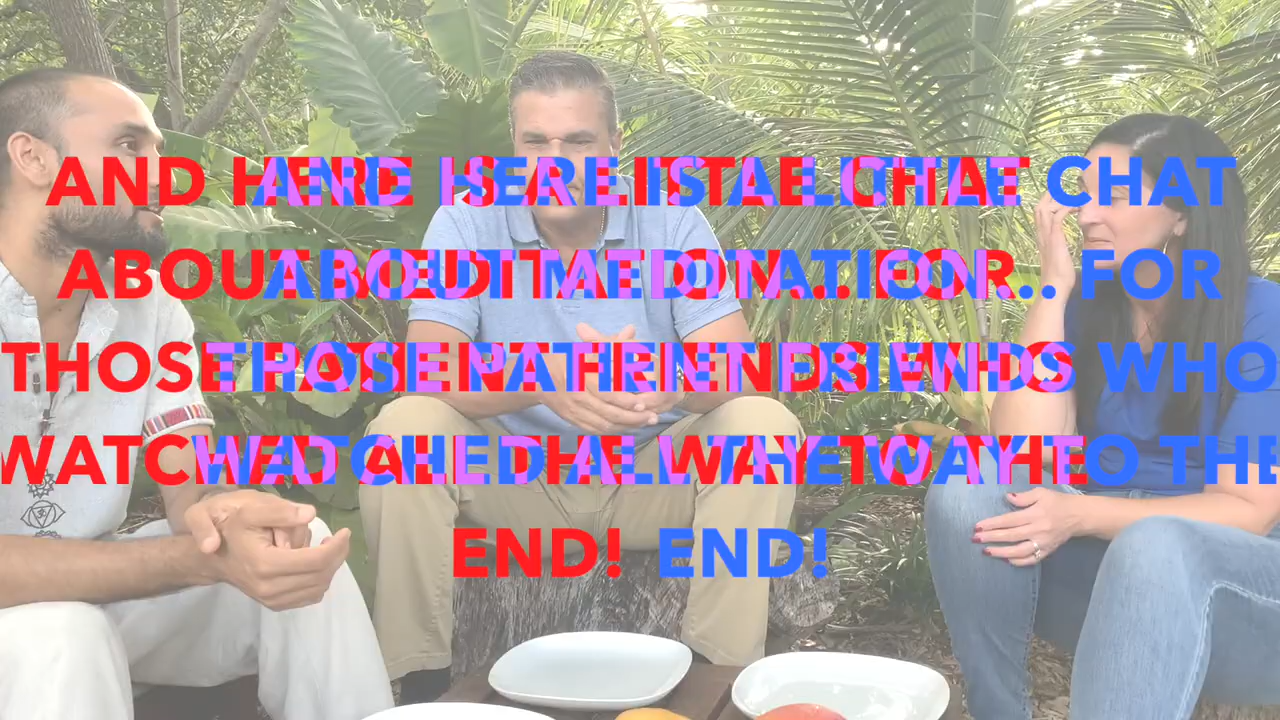 AND HERE IS A LITTLE CHAT
ABOUT MEDITATION... FOR
THOSE PATIENT FRIENDS WHO
WATCHED ALL THE WAY TO THE
END! END!